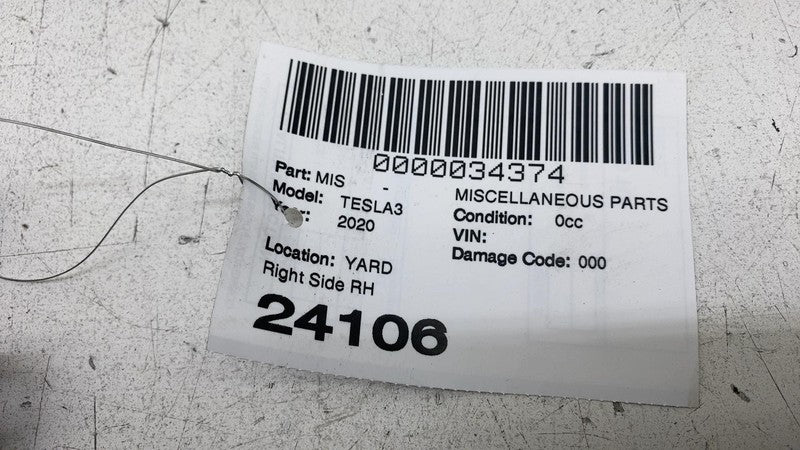 0000034374
Part: MIS - MISCELLANEOUS PARTS
Model: TESLA3 Condition: 0cc
2020 VIN:
Location: YARD Damage Code: 000
Right Side RH
24106